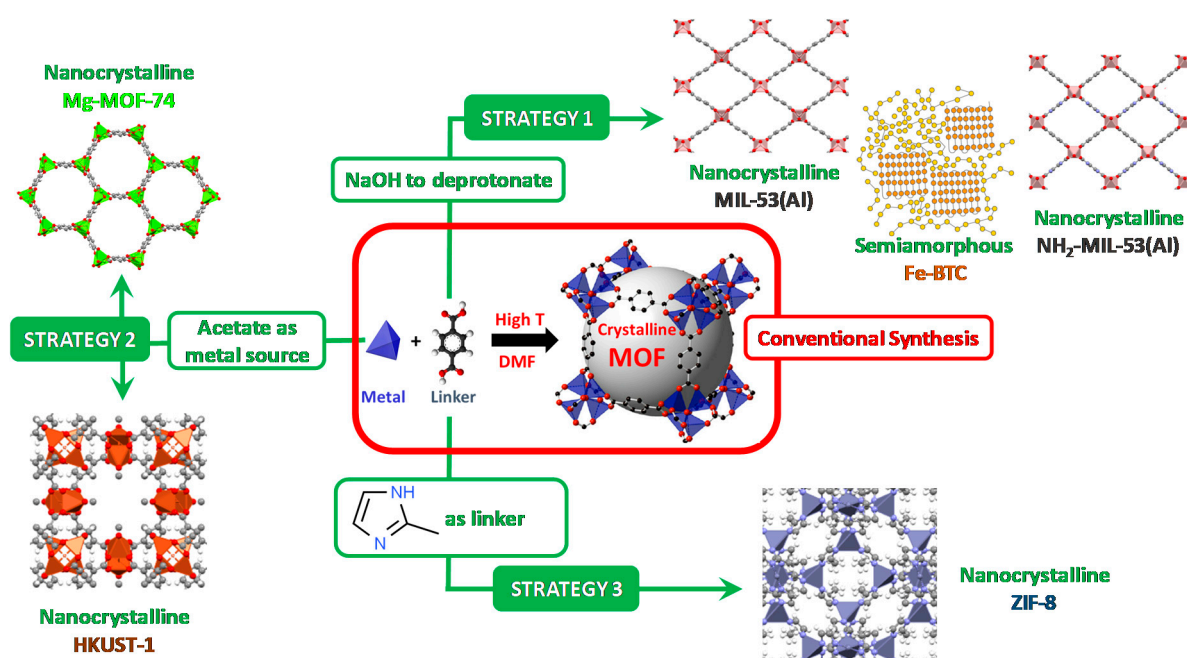 Nanocrystalline
Mg-MOF-74
STRATEGY 1
NaOH to deprotonate
Nanocrystalline
MIL-53(Al)
Semiamorphous
Fe-BTC
Nanocrystalline
NH₂-MIL-53(Al)
STRATEGY 2
Acetate as
metal source
+
Metal
Linker
High T
DMF
Crystalline
MOF
Conventional Synthesis
NH
N
as linker
STRATEGY 3
Nanocrystalline
HKUST-1
Nanocrystalline
ZIF-8